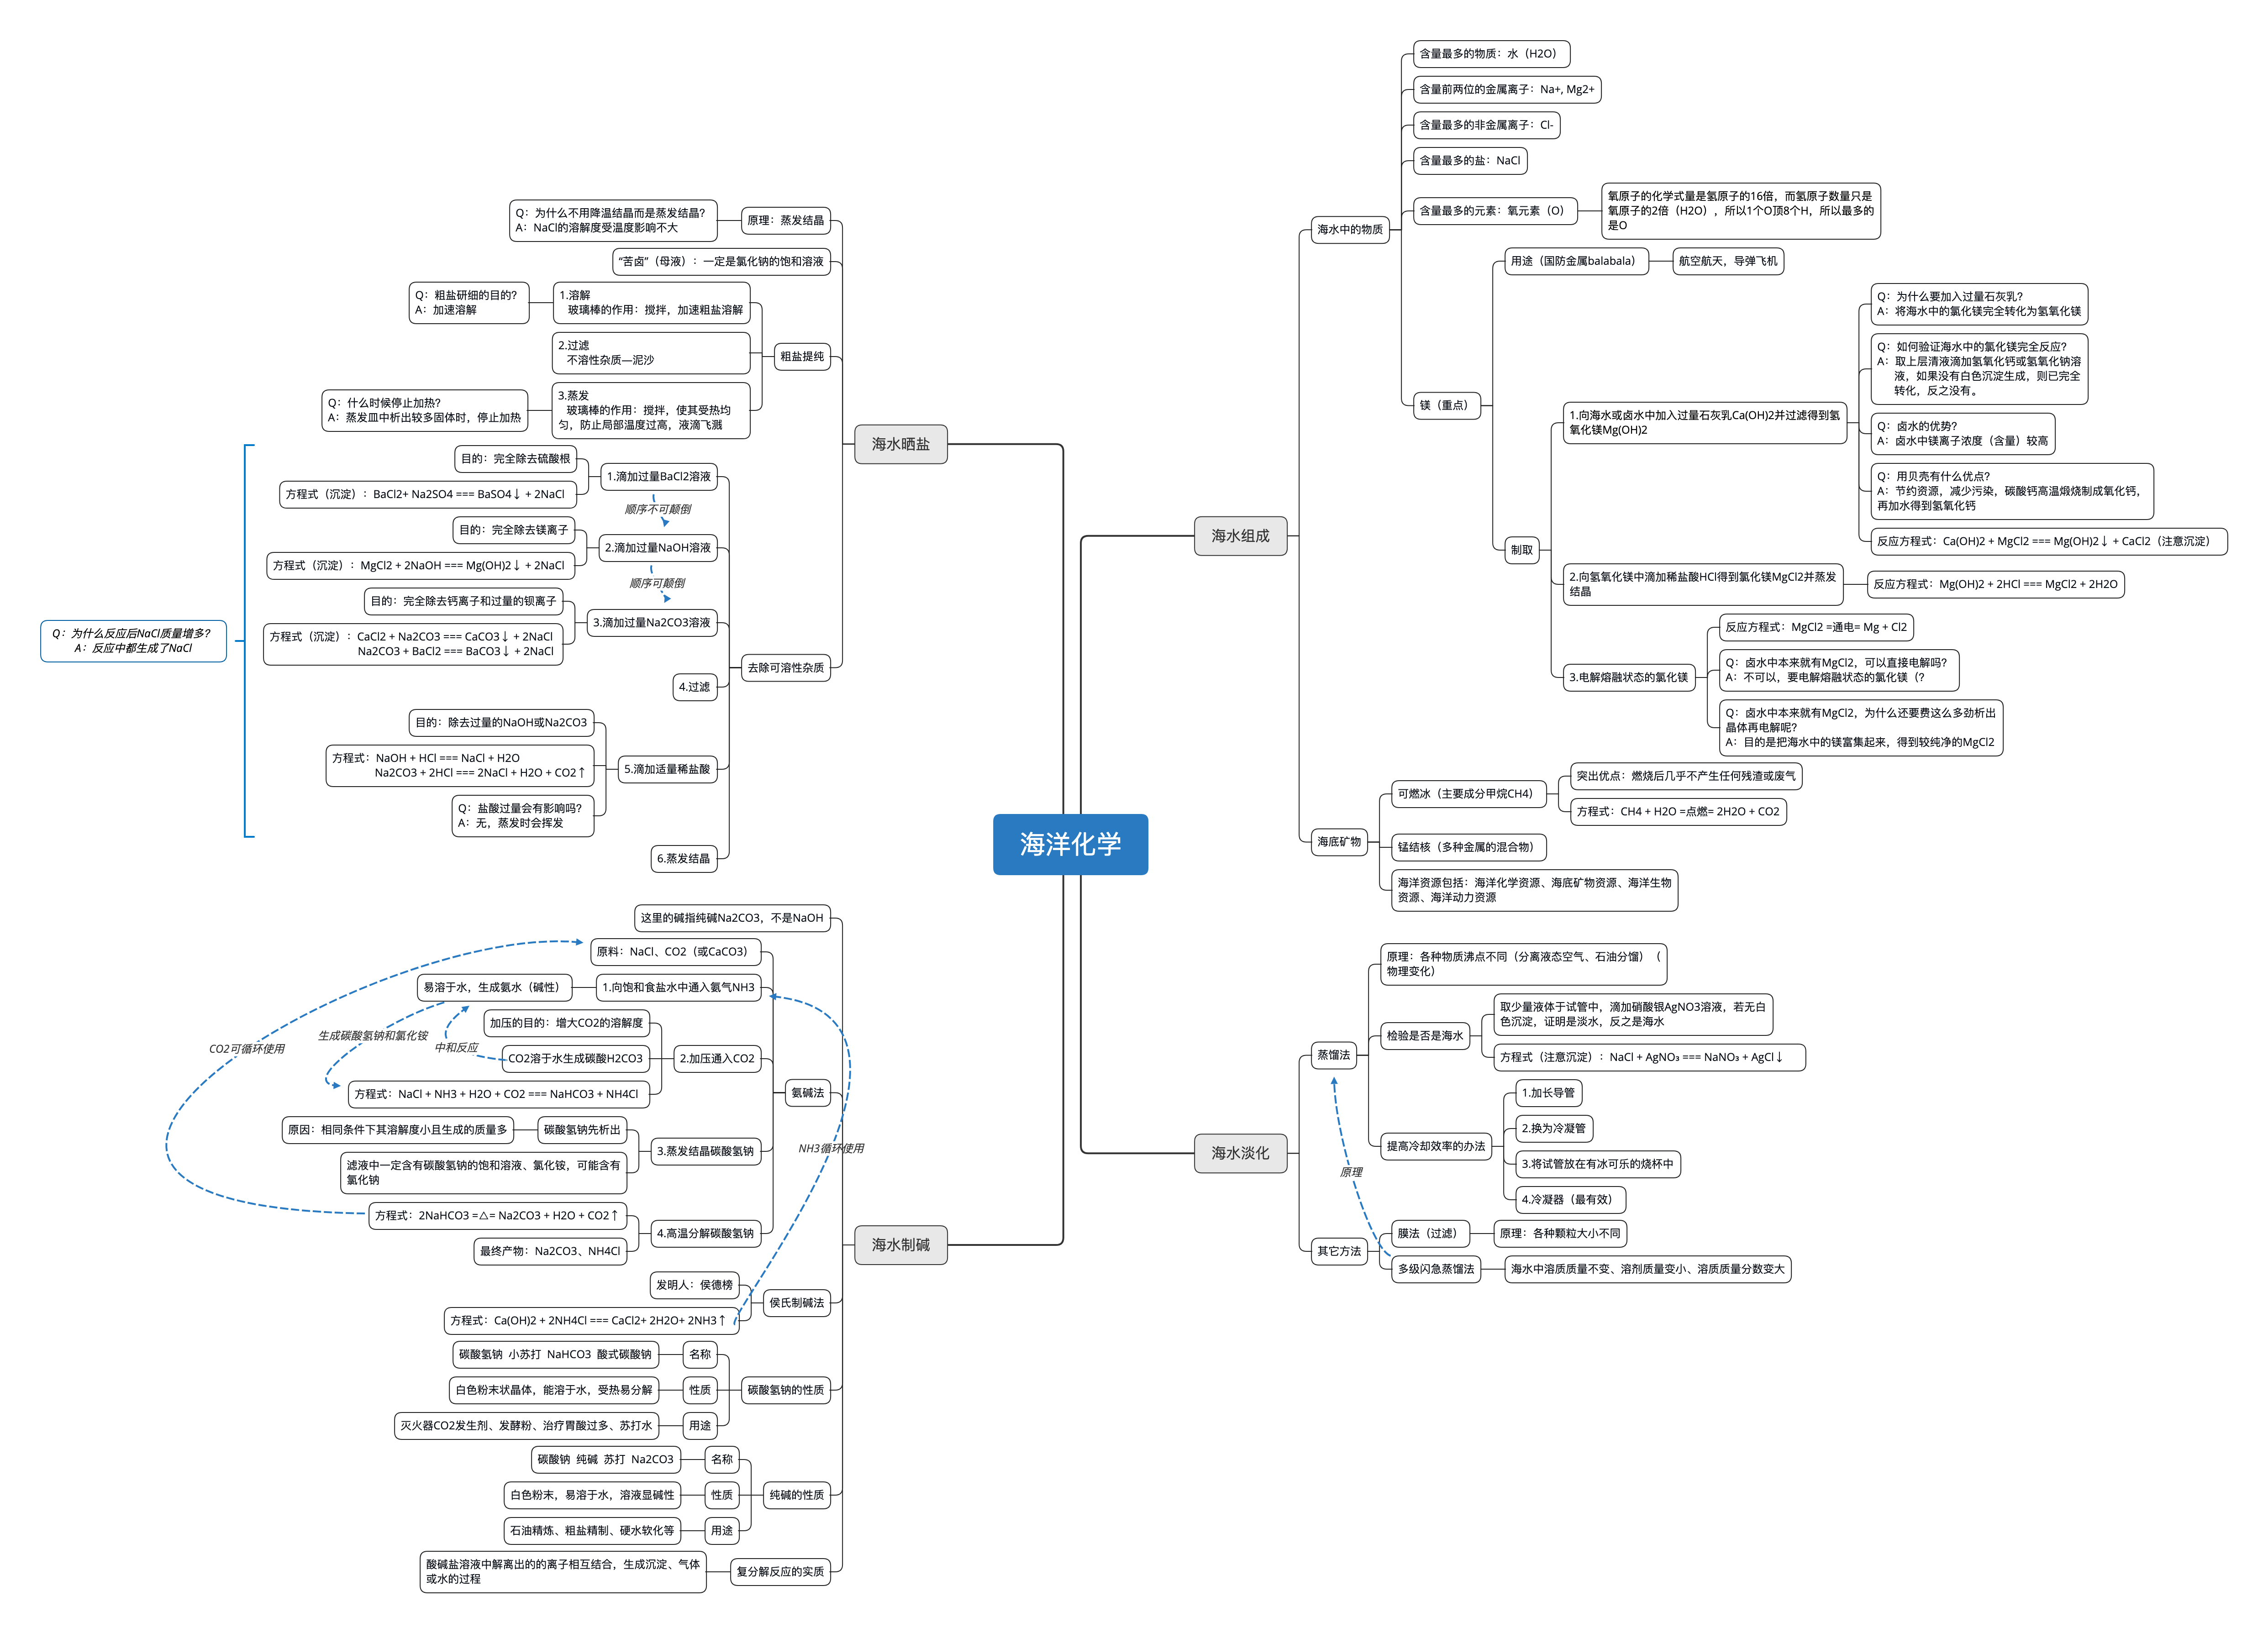 海洋化学
海水组成
海水中的物质
含量最多的物质：水（H2O）
含量前两位的金属离子：Na+, Mg2+
含量最多的非金属离子：Cl-
含量最多的盐：NaCl
含量最多的元素：氧元素（O）
氧原子的化学式量是氢原子的16倍，而氢原子数量只是
氧原子的2倍（H2O），所以1个O顶8个H，所以最多的
是O
镁（重点）
用途（国防金属balabala）
航空航天，导弹飞机
制取
1.向海水或卤水中加入过量石灰乳Ca(OH)2并过滤得到氢
氧化镁Mg(OH)2
Q：为什么要加入过量石灰乳？
A：将海水中的氯化镁完全转化为氢氧化镁
Q：如何验证海水中的氯化镁完全反应？
A：取上层清液滴加氢氧化钙或氢氧化钠溶
液，如果没有白色沉淀生成，则已完全
转化，反之没有。
Q：卤水的优势？
A：卤水中镁离子浓度（含量）较高
Q：用贝壳有什么优点？
A：节约资源，减少污染，碳酸钙高温煅烧制成氧化钙，
再加水得到氢氧化钙
反应方程式：Ca(OH)2 + MgCl2 === Mg(OH)2↓ + CaCl2（注意沉淀）
2.向氢氧化镁中滴加稀盐酸HCl得到氯化镁MgCl2并蒸发
结晶
反应方程式：Mg(OH)2 + 2HCl === MgCl2 + 2H2O
3.电解熔融状态的氯化镁
反应方程式：MgCl2 =通电= Mg + Cl2
Q：卤水中本来就有MgCl2，可以直接电解吗？
A：不可以，要电解熔融状态的氯化镁（？
Q：卤水中本来就有MgCl2，为什么还要费这么多劲析出
晶体再电解呢？
A：目的是把海水中的镁富集起来，得到较纯净的MgCl2
海底矿物
可燃冰（主要成分甲烷CH4）
突出优点：燃烧后几乎不产生任何残渣或废气
方程式：CH4 + H2O =点燃= 2H2O + CO2
锰结核（多种金属的混合物）
海洋资源包括：海洋化学资源、海底矿物资源、海洋生物
资源、海洋动力资源
海水淡化
蒸馏法
原理：各种物质沸点不同（分离液态空气、石油分馏）（
物理变化）
检验是否是海水
取少量液体于试管中，滴加硝酸银AgNO3溶液，若无白
色沉淀，证明是淡水，反之是海水
方程式（注意沉淀）：NaCl + AgNO₃ === NaNO₃ + AgCl↓
提高冷却效率的办法
1.加长导管
2.换为冷凝管
3.将试管放在有冰可乐的烧杯中
4.冷凝器（最有效）
原理
其它方法
膜法（过滤）
原理：各种颗粒大小不同
多级闪急蒸馏法
海水中溶质质量不变、溶剂质量变小、溶质质量分数变大
海水晒盐
原理：蒸发结晶
Q：为什么不用降温结晶而是蒸发结晶？
A：NaCl的溶解度受温度影响不大
“苦卤”（母液）：一定是氯化钠的饱和溶液
粗盐提纯
1.溶解
玻璃棒的作用：搅拌，加速粗盐溶解
Q：粗盐研细的目的？
A：加速溶解
2.过滤
不溶性杂质—泥沙
3.蒸发
玻璃棒的作用：搅拌，使其受热均
匀，防止局部温度过高，液滴飞溅
Q：什么时候停止加热？
A：蒸发皿中析出较多固体时，停止加热
去除可溶性杂质
1.滴加过量BaCl2溶液
目的：完全除去硫酸根
方程式（沉淀）：BaCl2+ Na2SO4 === BaSO4↓ + 2NaCl
顺序不可颠倒
2.滴加过量NaOH溶液
目的：完全除去镁离子
方程式（沉淀）：MgCl2 + 2NaOH === Mg(OH)2↓ + 2NaCl
顺序可颠倒
3.滴加过量Na2CO3溶液
目的：完全除去钙离子和过量的钡离子
方程式（沉淀）：CaCl2 + Na2CO3 === CaCO3↓ + 2NaCl
Na2CO3 + BaCl2 === BaCO3↓ + 2NaCl
4.过滤
5.滴加适量稀盐酸
目的：除去过量的NaOH或Na2CO3
方程式：NaOH + HCl === NaCl + H2O
Na2CO3 + 2HCl === 2NaCl + H2O + CO2↑
Q：盐酸过量会有影响吗？
A：无，蒸发时会挥发
6.蒸发结晶
Q：为什么反应后NaCl质量增多？
A：反应中都生成了NaCl
海水制碱
这里的碱指纯碱Na2CO3，不是NaOH
氨碱法
原料：NaCl、CO2（或CaCO3）
1.向饱和食盐水中通入氨气NH3
易溶于水，生成氨水（碱性）
2.加压通入CO2
加压的目的：增大CO2的溶解度
CO2溶于水生成碳酸H2CO3
方程式：NaCl + NH3 + H2O + CO2 === NaHCO3 + NH4Cl
生成碳酸氢钠和氯化铵
中和反应
CO2可循环使用
3.蒸发结晶碳酸氢钠
碳酸氢钠先析出
原因：相同条件下其溶解度小且生成的质量多
滤液中一定含有碳酸氢钠的饱和溶液、氯化铵，可能含有
氯化钠
4.高温分解碳酸氢钠
方程式：2NaHCO3 =△= Na2CO3 + H2O + CO2↑
最终产物：Na2CO3、NH4Cl
NH3循环使用
侯氏制碱法
发明人：侯德榜
方程式：Ca(OH)2 + 2NH4Cl === CaCl2+ 2H2O+ 2NH3↑
碳酸氢钠的性质
名称
碳酸氢钠 小苏打 NaHCO3 酸式碳酸钠
性质
白色粉末状晶体，能溶于水，受热易分解
用途
灭火器CO2发生剂、发酵粉、治疗胃酸过多、苏打水
纯碱的性质
名称
碳酸钠 纯碱 苏打 Na2CO3
性质
白色粉末，易溶于水，溶液显碱性
用途
石油精炼、粗盐精制、硬水软化等
复分解反应的实质
酸碱盐溶液中解离出的的离子相互结合，生成沉淀、气体
或水的过程